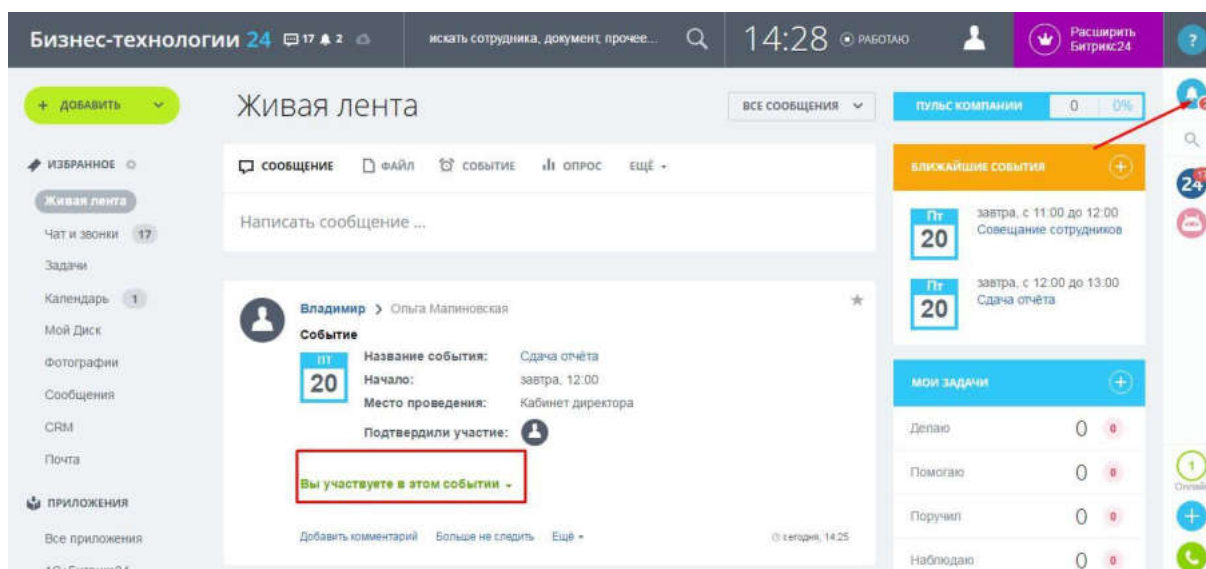 Бизнес-технологии 24 17 2
искать сотрудника, документ, прочее...
14:28 РАБОТАЮ
Расширить
Битрикс24
?
+ ДОБАВИТЬ
Живая лента
ВСЕ СООБЩЕНИЯ
ПУЛЬС КОМПАНИИ 0 0%
ИЗБРАННОЕ
Живая лента
Чат и звонки 17
Задачи
Календарь 1
Мой Диск
Фотографии
Сообщения
CRM
Почта
ПРИЛОЖЕНИЯ
Все приложения
СООБЩЕНИЕ ФАЙЛ СОБЫТИЕ ОПРОС ЕЩЁ
Написать сообщение ...
Владимир > Ольга Малиновская
Событие
ПТ
20
Название события: Сдача отчёта
Начало: завтра, 12:00
Место проведения: Кабинет директора
Подтвердили участие:
Вы участвуете в этом событии
Добавить комментарий Больше не следить Ещё
сегодня, 14:25
БЛИЖАЙШИЕ СОБЫТИЯ
Пт
20
завтра, с 11:00 до 12:00
Совещание сотрудников
Пт
20
завтра, с 12:00 до 13:00
Сдача отчёта
МОИ ЗАДАЧИ
Делаю 0 0
Помогаю 0 0
Поручил 0 0
Наблюдаю 0 0
24 17
1
Онлайн